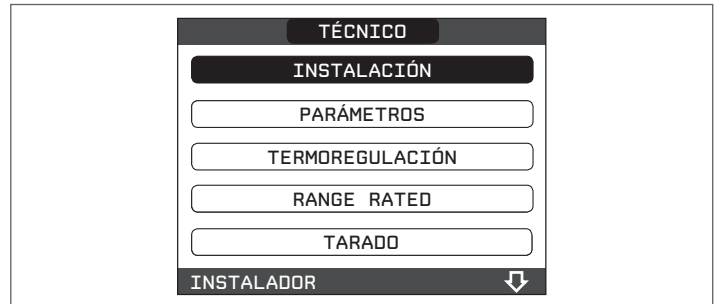 TÉCNICO
INSTALACIÓN
PARÁMETROS
TERMOREGULACIÓN
RANGE RATED
TARADO
INSTALADOR